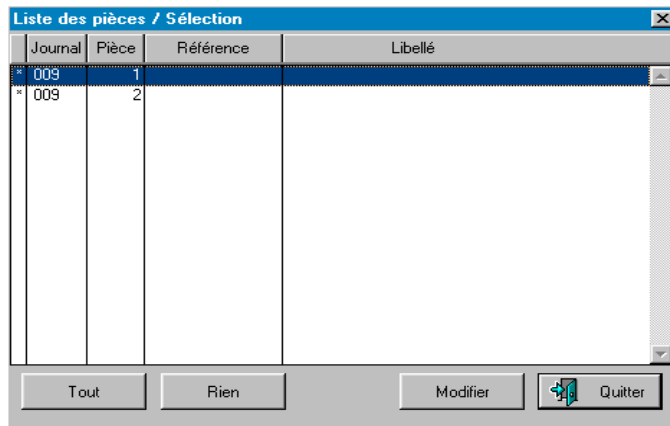 Liste des pièces / Sélection
Journal Pièce Référence Libellé
* 009 1
* 009 2
Tout Rien Modifier Quitter